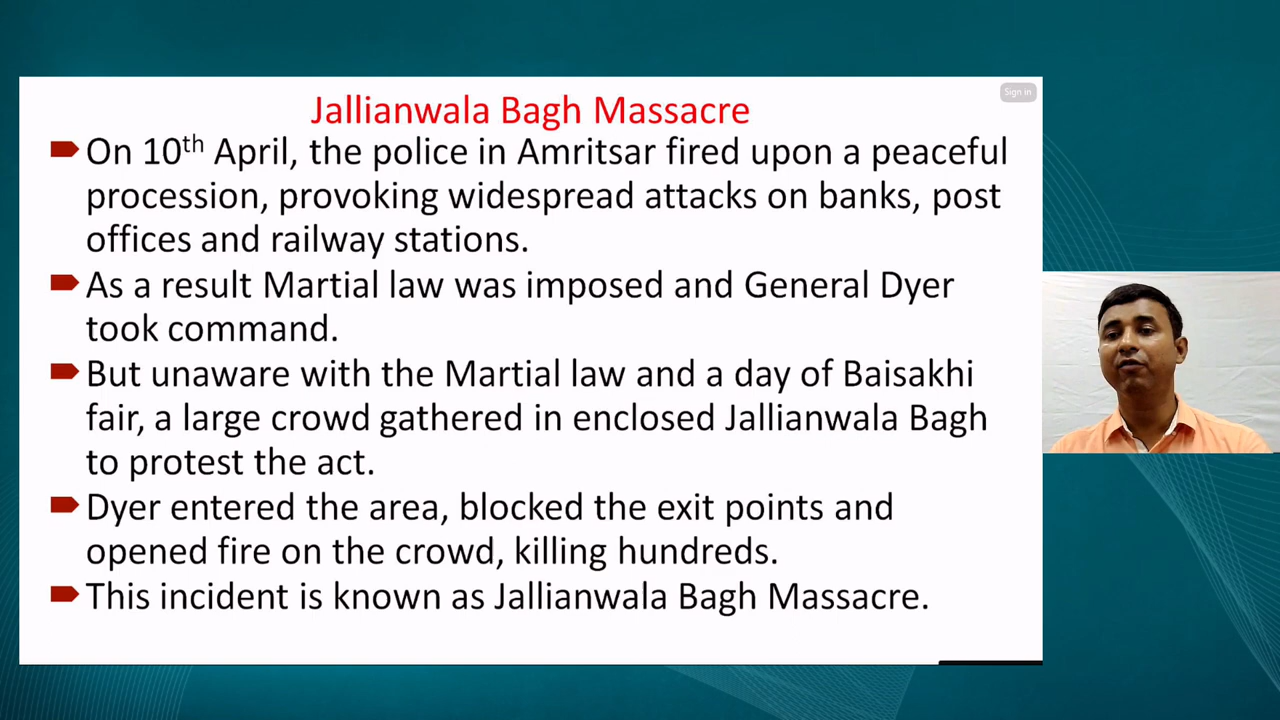 Jallianwala Bagh Massacre
Sign in
On 10th April, the police in Amritsar fired upon a peaceful
procession, provoking widespread attacks on banks, post
offices and railway stations.
As a result Martial law was imposed and General Dyer
took command.
But unaware with the Martial law and a day of Baisakhi
fair, a large crowd gathered in enclosed Jallianwala Bagh
to protest the act.
Dyer entered the area, blocked the exit points and
opened fire on the crowd, killing hundreds.
This incident is known as Jallianwala Bagh Massacre.